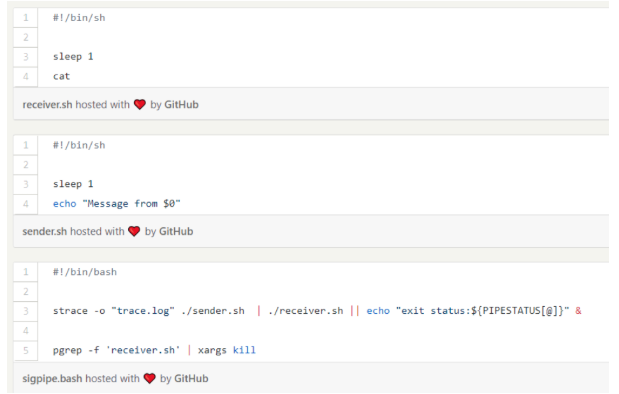 1 #!/bin/sh
2
3 sleep 1
4 cat
receiver.sh hosted with ❤ by GitHub
1 #!/bin/sh
2
3 sleep 1
4 echo "Message from $0"
sender.sh hosted with ❤ by GitHub
1 #!/bin/bash
2
3 strace -o "trace.log" ./sender.sh  | ./receiver.sh || echo "exit status:${PIPESTATUS[@]}" &
4
5 pgrep -f 'receiver.sh' | xargs kill
sigpipe.bash hosted with ❤ by GitHub